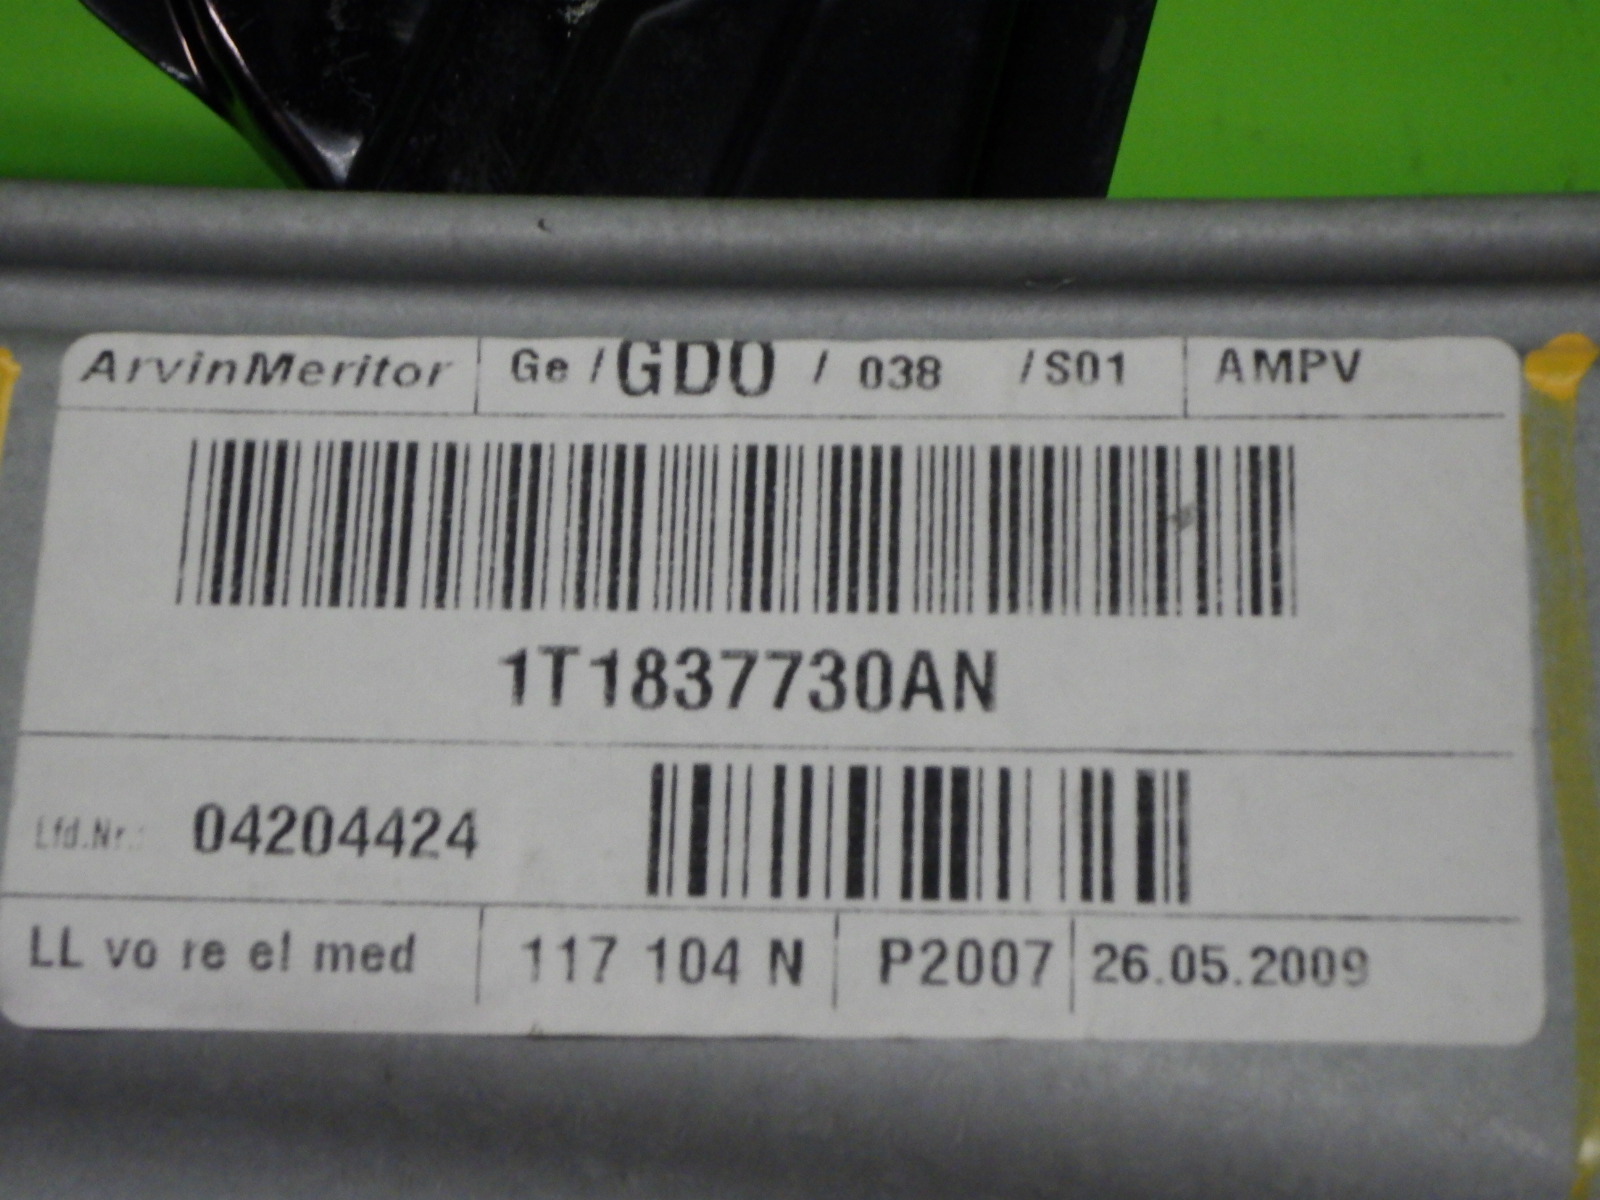 ArvinMeritor Ge / GD0 / 038 / S01 AMPV
1T1837730AN
Lfd.Nr.: 04204424
LL vo re el med 117 104 N P2007 26.05.2009